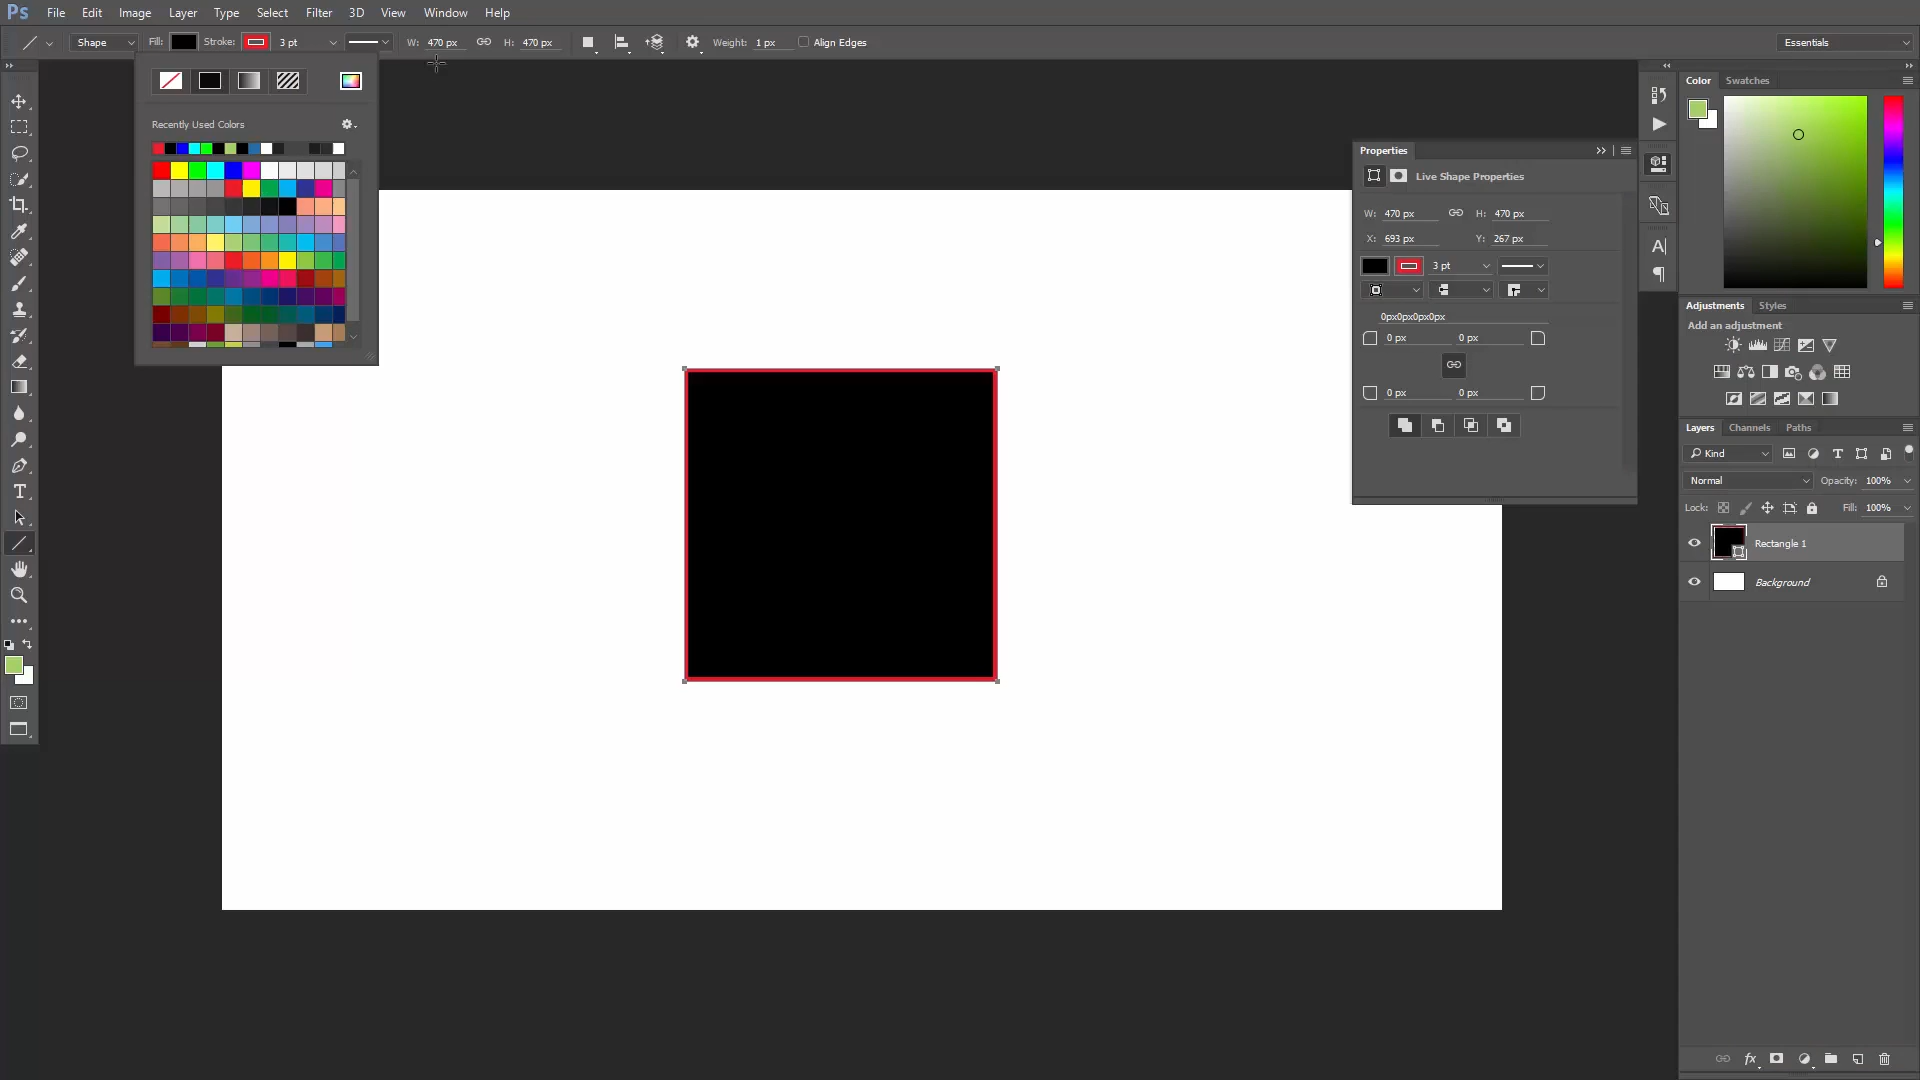 Ps File Edit Image Layer Type Select Filter 3D View Window Help
Shape Fill: Stroke: 3 pt W: 470 px H: 470 px Weight: 1 px Align Edges Essentials
Recently Used Colors
Properties
Live Shape Properties
W: 470 px H: 470 px
X: 693 px Y: 267 px
3 pt
0px0px0px0px
0 px 0 px
0 px 0 px
Color Swatches
Adjustments Styles
Add an adjustment
Layers Channels Paths
Kind
Normal Opacity: 100%
Lock: Fill: 100%
Rectangle 1
Background